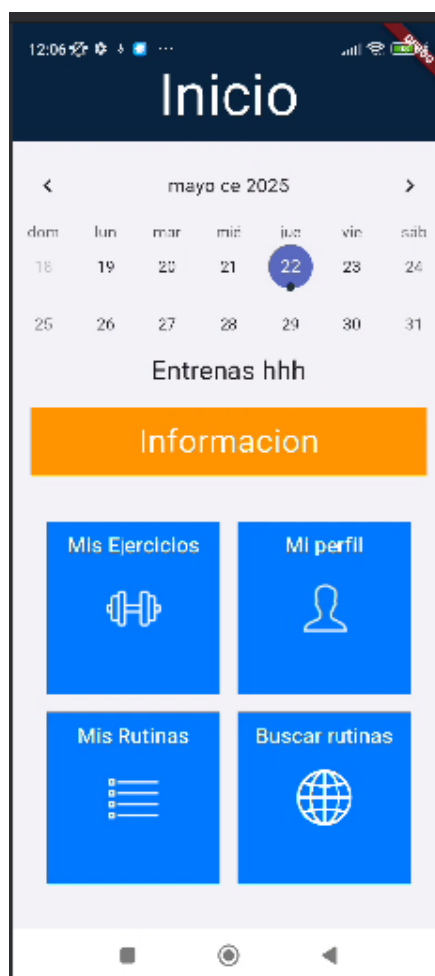 12:06
Inicio
mayo de 2025
dom lun mar mié jue vie sáb
18 19 20 21 22 23 24
25 26 27 28 29 30 31
Entrenas hhh
Informacion
Mis Ejercicios
Mi perfil
Mis Rutinas
Buscar rutinas